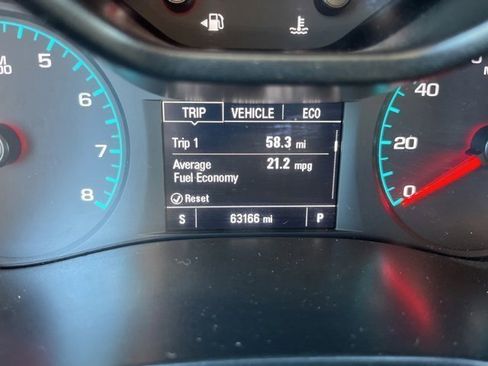 TRIP VEHICLE ECO
Trip 1 58.3 mi
Average 21.2 mpg
Fuel Economy
Reset
S 63166 mi P
5
6
7
8
40
20
0